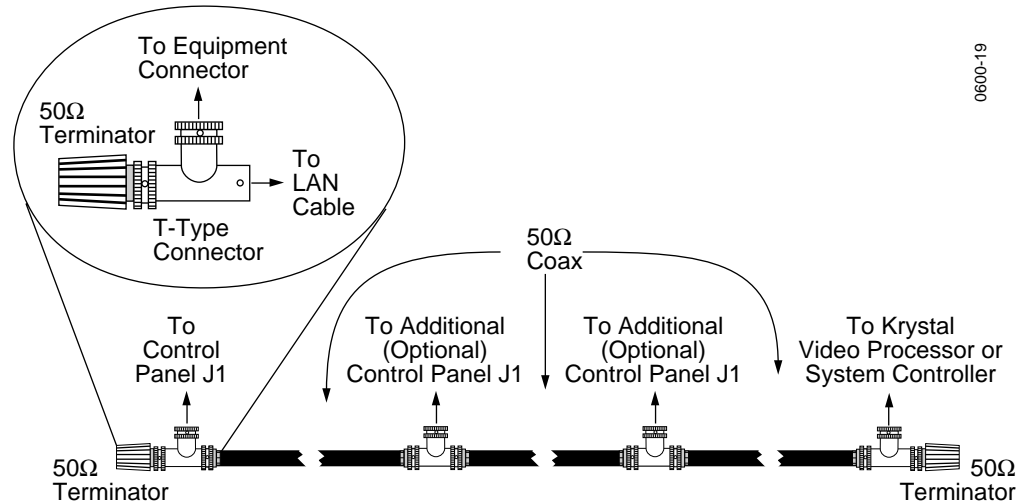 To Equipment
Connector
0600-19
50Ω
Terminator
To
LAN
Cable
T-Type
Connector
50Ω
Coax
To
Control
Panel J1
To Additional
(Optional)
Control Panel J1
To Additional
(Optional)
Control Panel J1
To Krystal
Video Processor or
System Controller
50Ω
Terminator
50Ω
Terminator